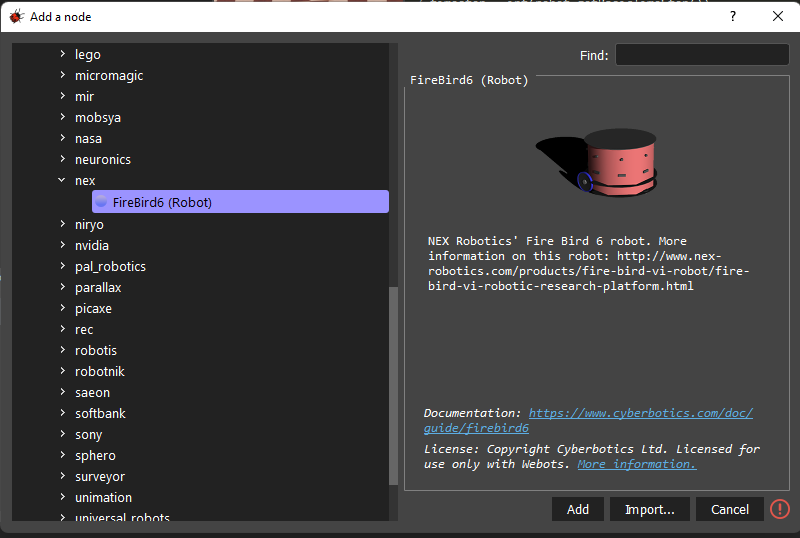 Add a node
?
lego
micromagic
mir
mobsya
nasa
neuronics
nex
FireBird6 (Robot)
niryo
nvidia
pal_robotics
parallax
picaxe
rec
robotis
robotnik
saeon
softbank
sony
sphero
surveyor
unimation
universal_robots
Find:
FireBird6 (Robot)
NEX Robotics' Fire Bird 6 robot. More
information on this robot: http://www.nex-
robotics.com/products/fire-bird-vi-robot/fire-
bird-vi-robotic-research-platform.html
Documentation: https://www.cyberbotics.com/doc/
guide/firebird6
License: Copyright Cyberbotics Ltd. Licensed for
use only with Webots. More information.
Add
Import...
Cancel